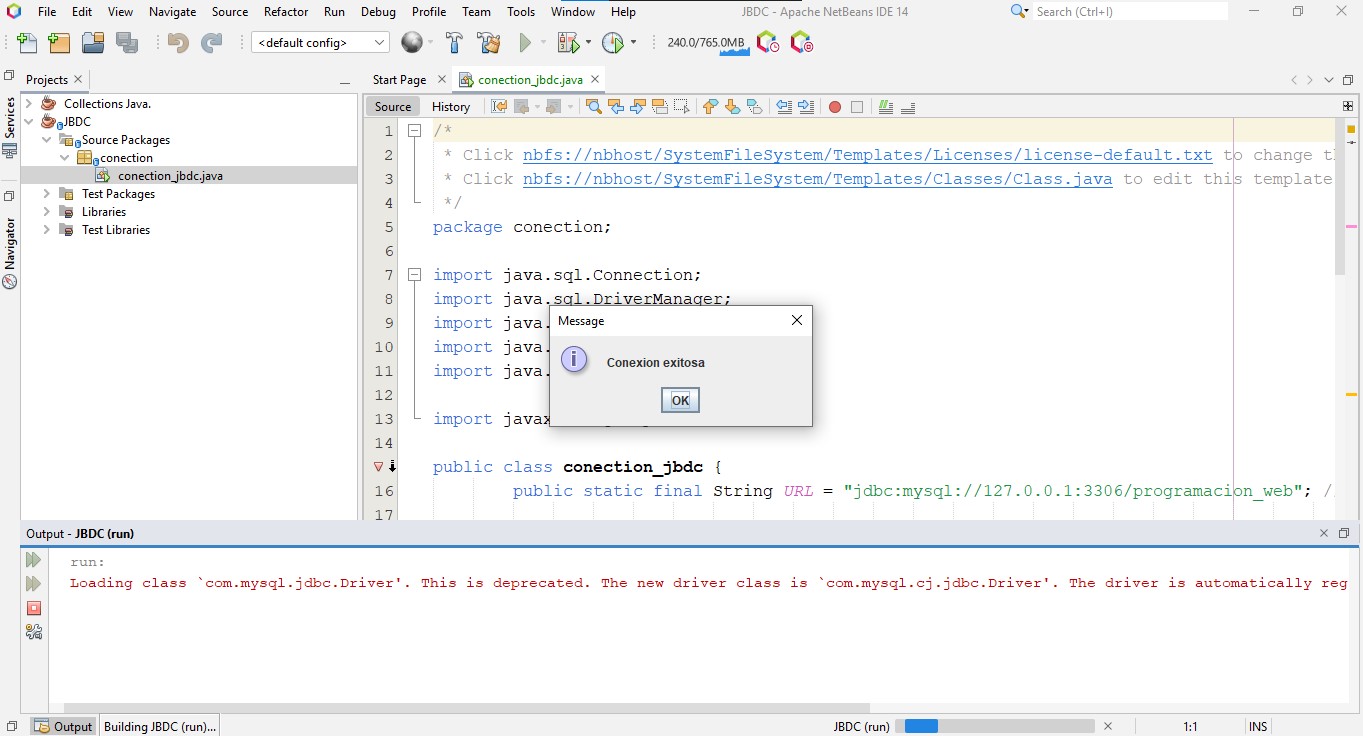 File Edit View Navigate Source Refactor Run Debug Profile Team Tools Window Help JBDC - Apache NetBeans IDE 14 Search (Ctrl+I)
<default config> 240.0/765.0MB
Projects Start Page conection_jbdc.java
Services
Navigator
Collections Java.
JBDC
Source Packages
conection
conection_jbdc.java
Test Packages
Libraries
Test Libraries
Source History
1 /*
2 * Click nbfs://nbhost/SystemFileSystem/Templates/Licenses/license-default.txt to change th
3 * Click nbfs://nbhost/SystemFileSystem/Templates/Classes/Class.java to edit this template
4 */
5 package conection;
6
7 import java.sql.Connection;
8 import java.sql.DriverManager;
9 import java.
10 import java.
11 import java.
12
13 import javax
14
public class conection_jbdc {
16 public static final String URL = "jdbc:mysql://127.0.0.1:3306/programacion_web"; /
17
Message
Conexion exitosa
OK
Output - JBDC (run)
run:
Loading class `com.mysql.jdbc.Driver'. This is deprecated. The new driver class is `com.mysql.cj.jdbc.Driver'. The driver is automatically reg
Output Building JBDC (run)... JBDC (run) 1:1 INS